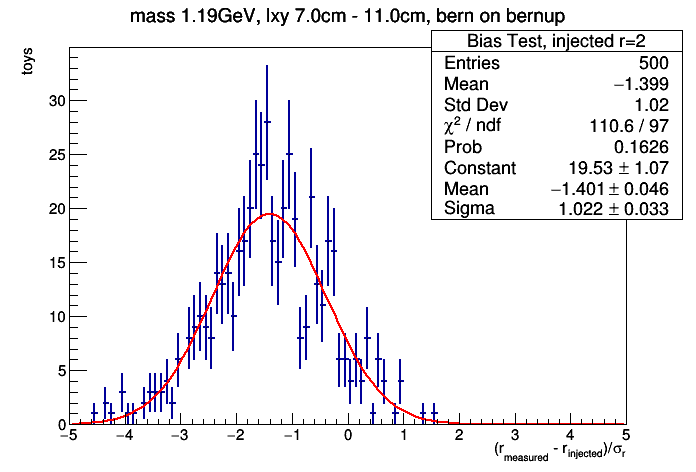 mass 1.19GeV, lxy 7.0cm - 11.0cm, bern on bernup
Bias Test, injected r=2
Entries 500
Mean −1.399
Std Dev 1.02
χ² / ndf 110.6 / 97
Prob 0.1626
Constant 19.53 ± 1.07
Mean −1.401 ± 0.046
Sigma 1.022 ± 0.033
toys
30
25
20
15
10
5
0
−5 −4 −3 −2 −1 0 1 2 3 4 5
(r_measured - r_injected)/σ_r